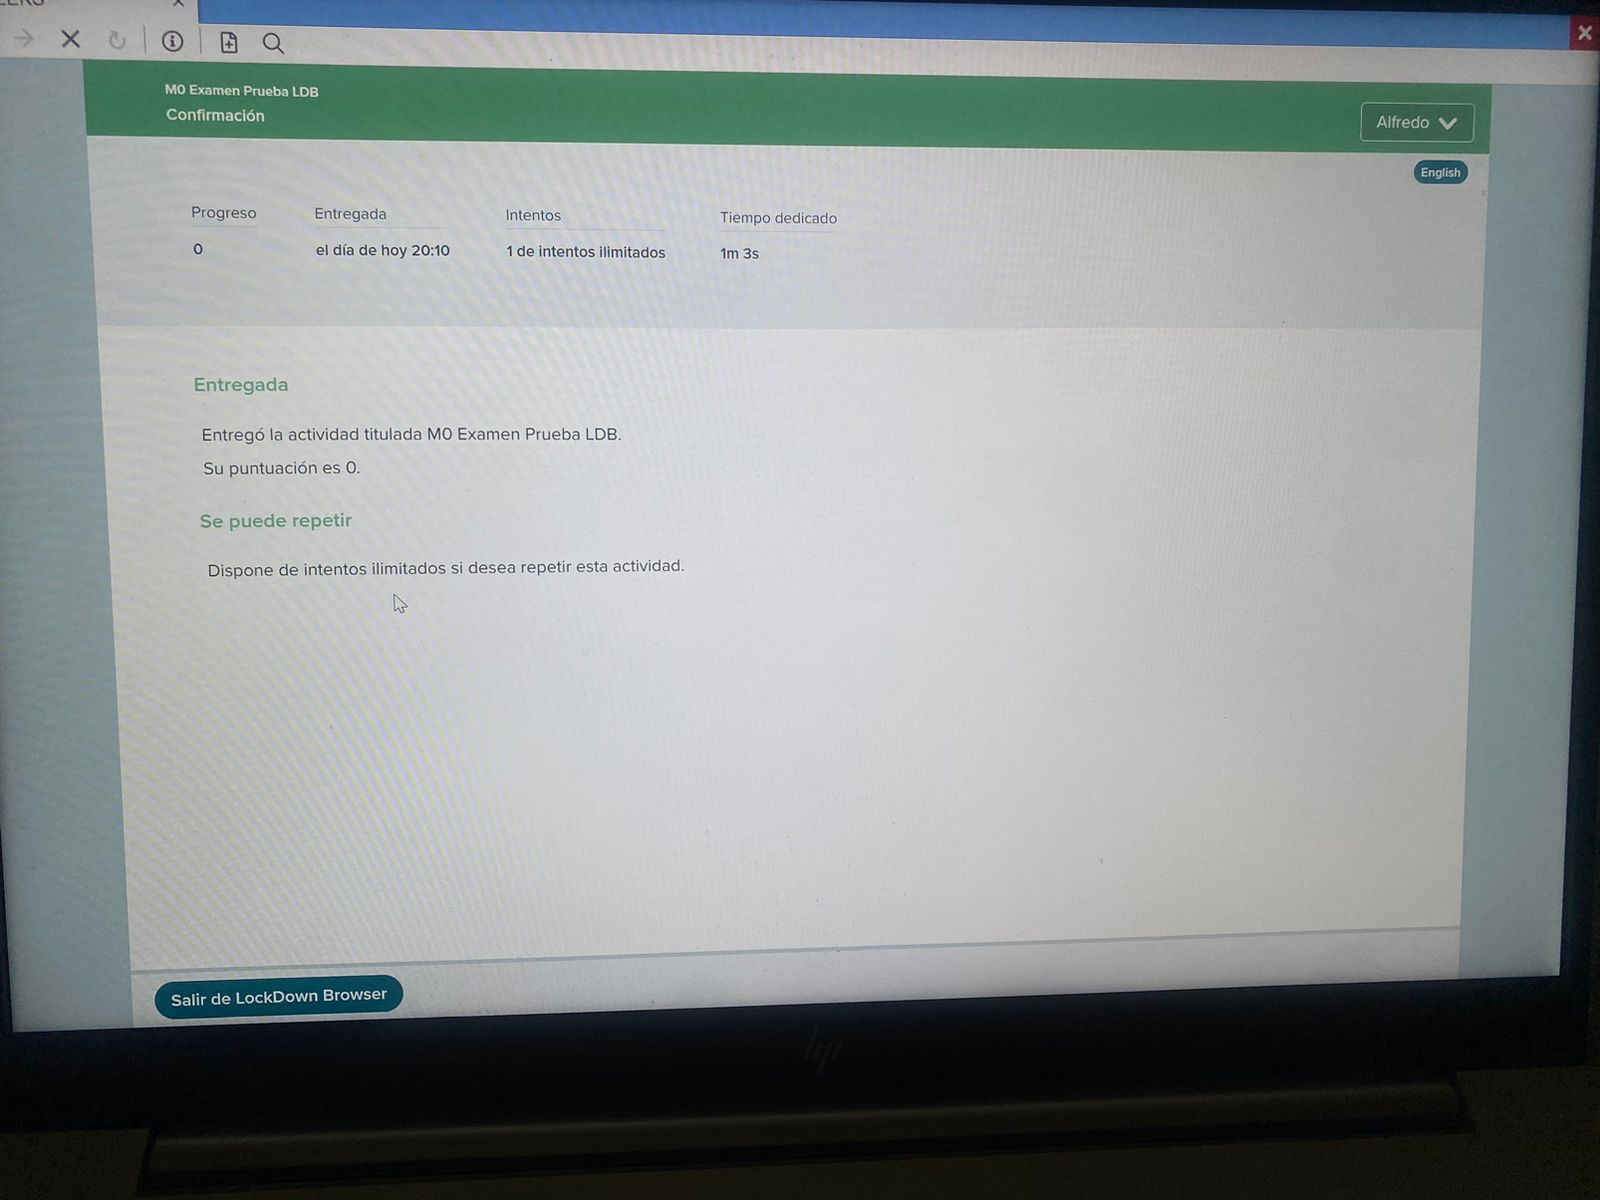 M0 Examen Prueba LDB
Confirmación
Alfredo
English
Progreso Entregada Intentos Tiempo dedicado
0 el día de hoy 20:10 1 de intentos ilimitados 1m 3s
Entregada
Entregó la actividad titulada M0 Examen Prueba LDB.
Su puntuación es 0.
Se puede repetir
Dispone de intentos ilimitados si desea repetir esta actividad.
Salir de LockDown Browser
hp